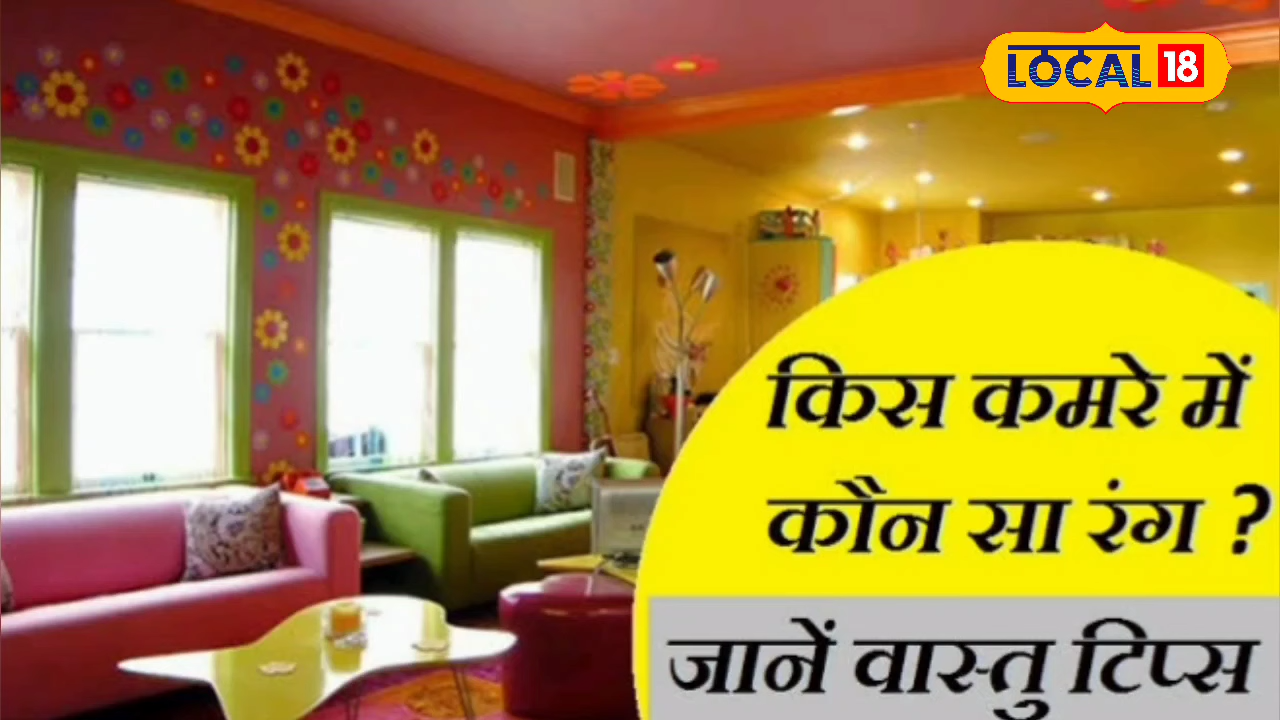 LOCAL 18
किस कमरे में
कौन सा रंग ?
जानें वास्तु टिप्स